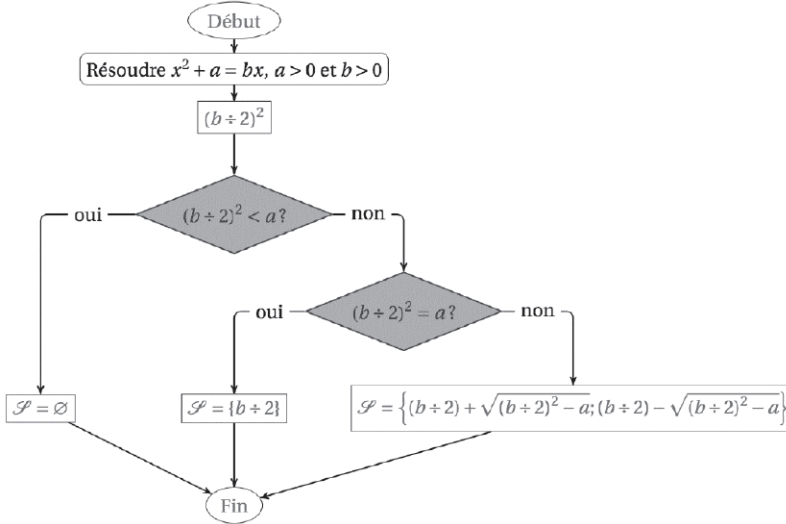 Début
Résoudre x² + a = bx, a > 0 et b > 0
(b ÷ 2)²
(b ÷ 2)² < a ?
oui
non
(b ÷ 2)² = a ?
oui
non
𝒮 = ∅
𝒮 = {b ÷ 2}
𝒮 = {(b ÷ 2) + √((b ÷ 2)² − a); (b ÷ 2) − √((b ÷ 2)² − a)}
Fin